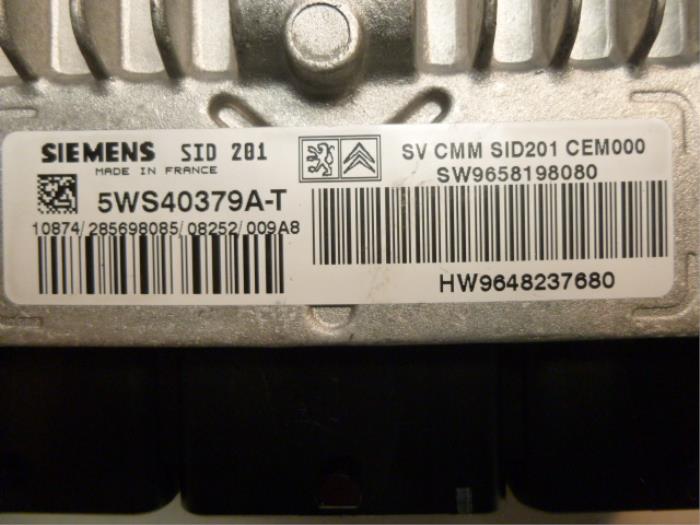 SIEMENS SID 201
MADE IN FRANCE
5WS40379A-T
10874/285698085/08252/009A8
SV CMM SID201 CEM000
SW9658198080
HW9648237680